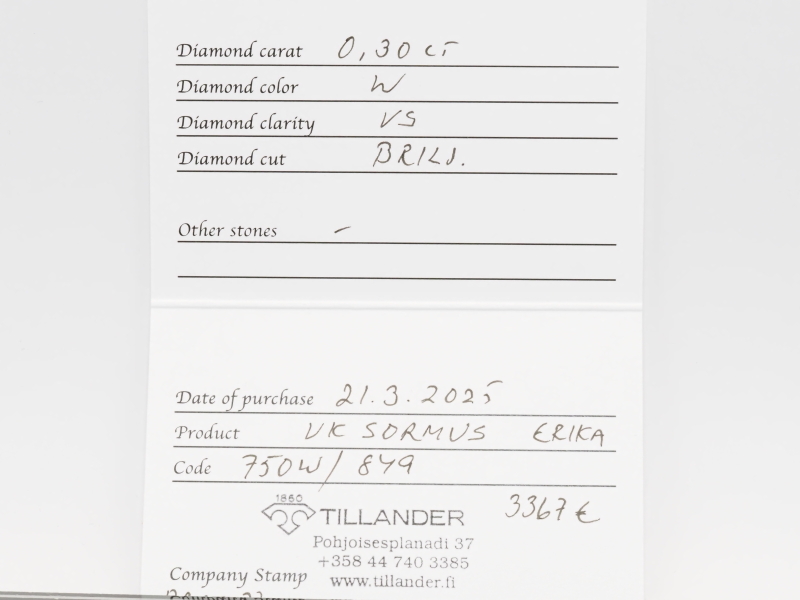 Diamond carat 0,30 ct
Diamond color W
Diamond clarity VS
Diamond cut BRILJ.
Other stones –
Date of purchase 21.3.2025
Product VK SORMUS ERIKA
Code 750W/849
3367€
1860
TILLANDER
Pohjoisesplanadi 37
+358 44 740 3385
Company Stamp www.tillander.fi